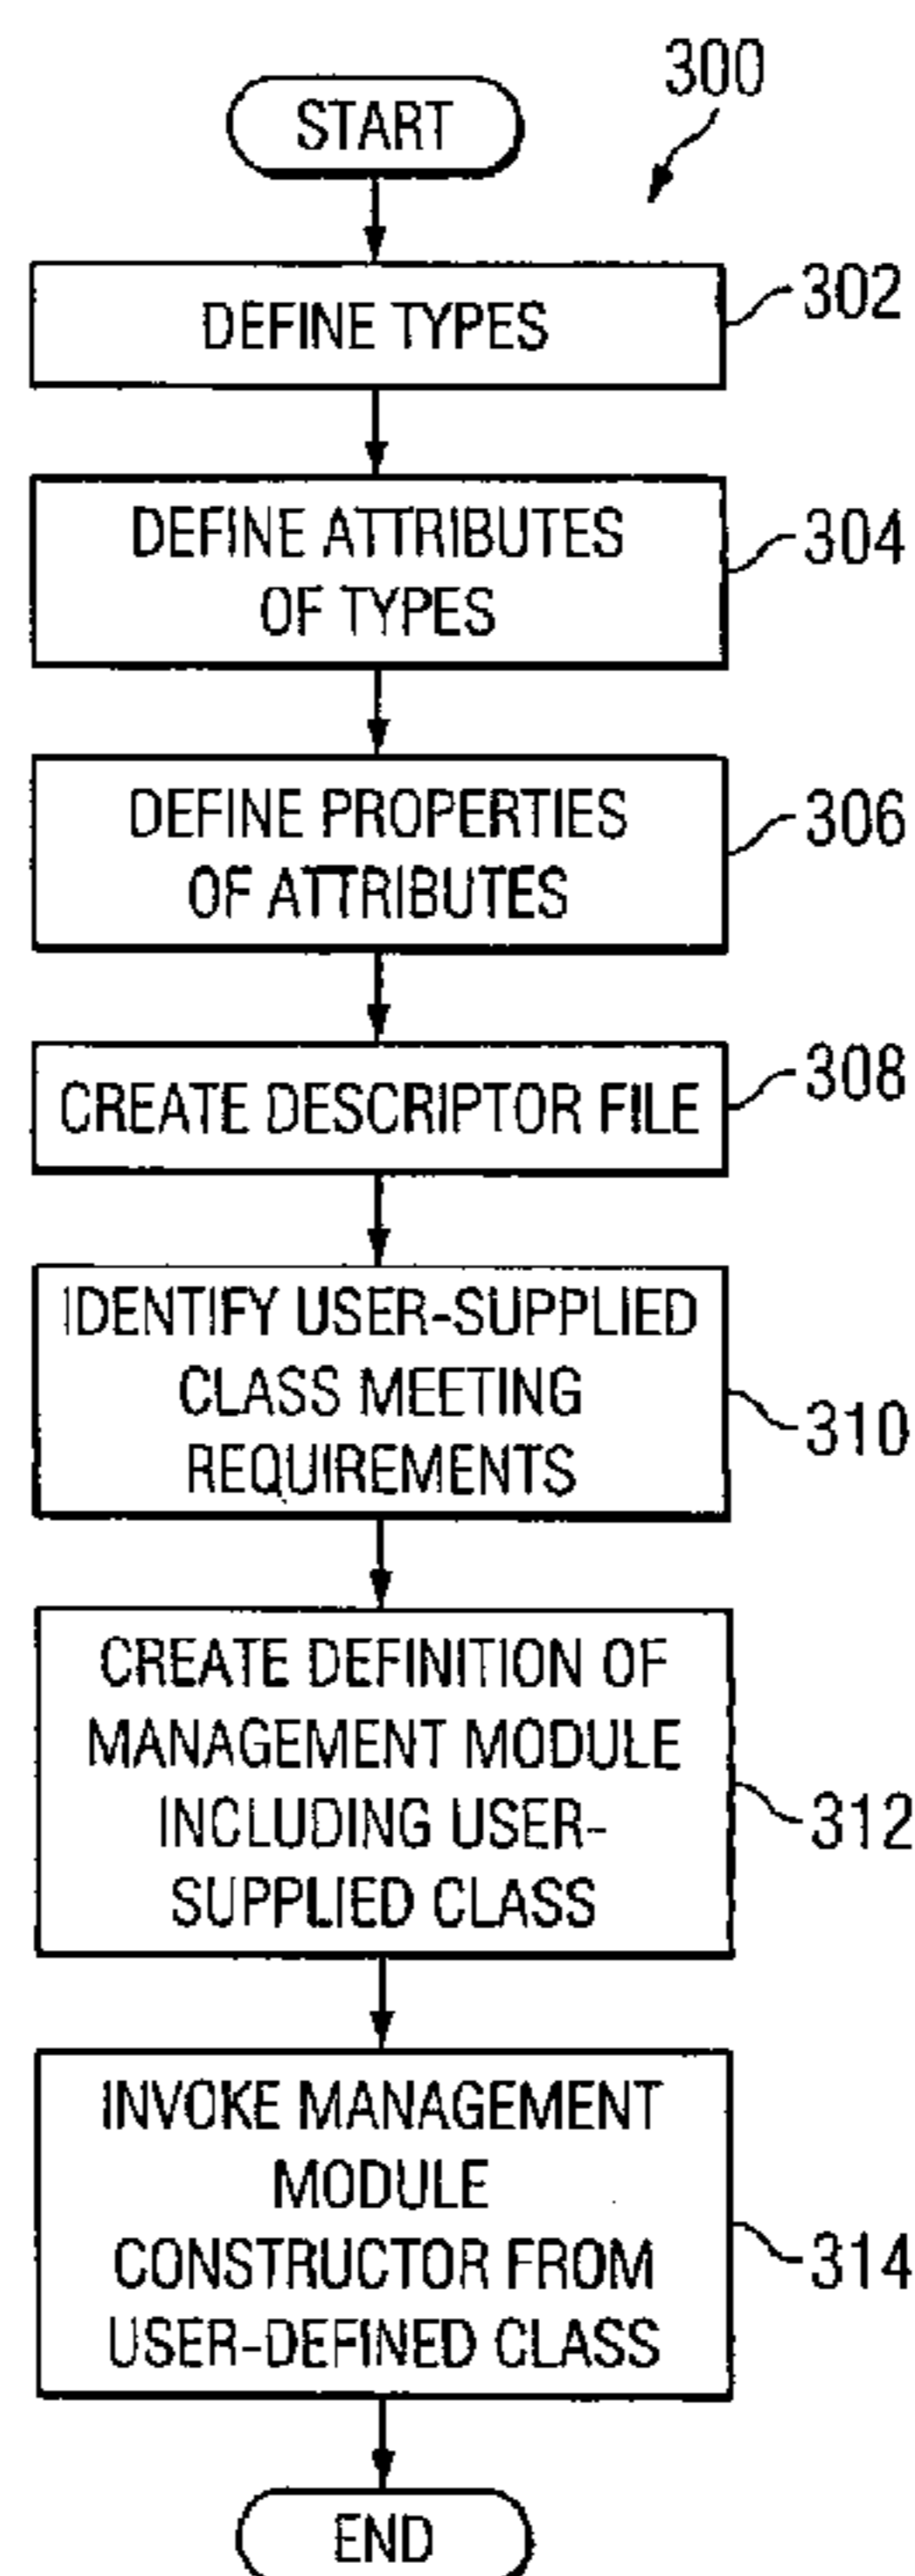 300
START
DEFINE TYPES
302
DEFINE ATTRIBUTES
OF TYPES
304
DEFINE PROPERTIES
OF ATTRIBUTES
306
CREATE DESCRIPTOR FILE
308
IDENTIFY USER-SUPPLIED
CLASS MEETING
REQUIREMENTS
310
CREATE DEFINITION OF
MANAGEMENT MODULE
INCLUDING USER-
SUPPLIED CLASS
312
INVOKE MANAGEMENT
MODULE
CONSTRUCTOR FROM
USER-DEFINED CLASS
314
END